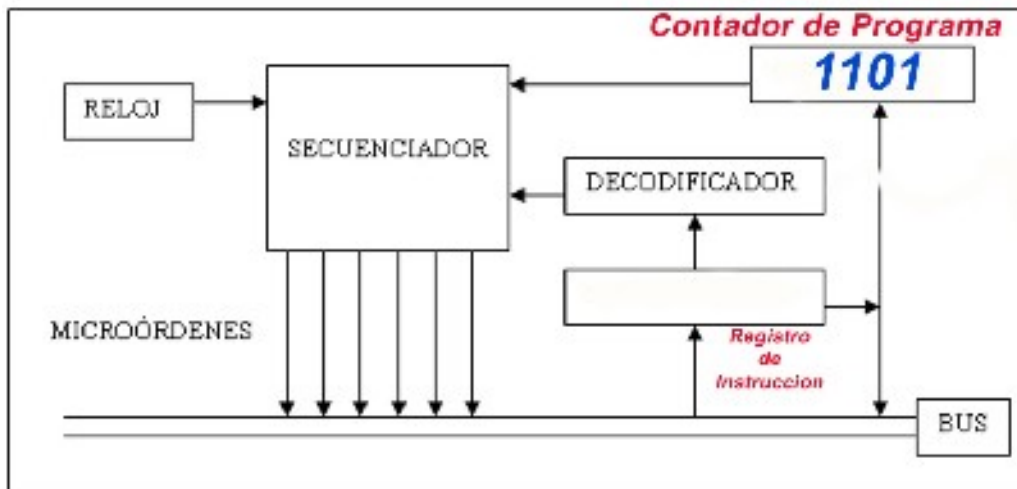 Contador de Programa
1101
RELOJ
SECUENCIADOR
DECODIFICADOR
MICROÓRDENES
Registro
de
Instruccion
BUS